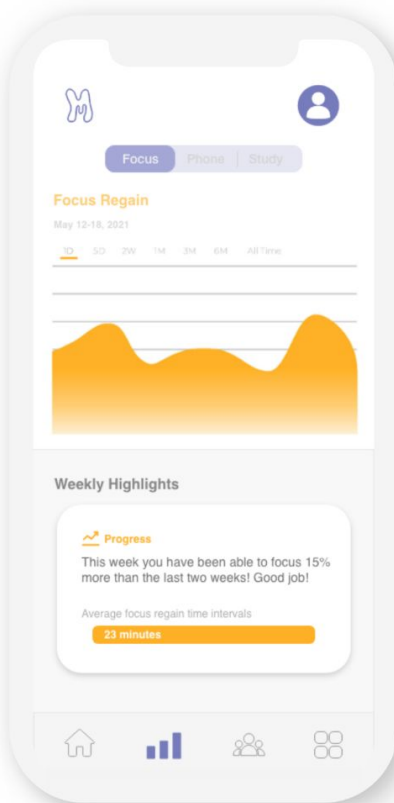 M
Focus Phone Study
Focus Regain
May 12-18, 2021
1D 5D 2W 1M 3M 6M All Time
Weekly Highlights
Progress
This week you have been able to focus 15%
more than the last two weeks! Good job!
Average focus regain time intervals
23 minutes